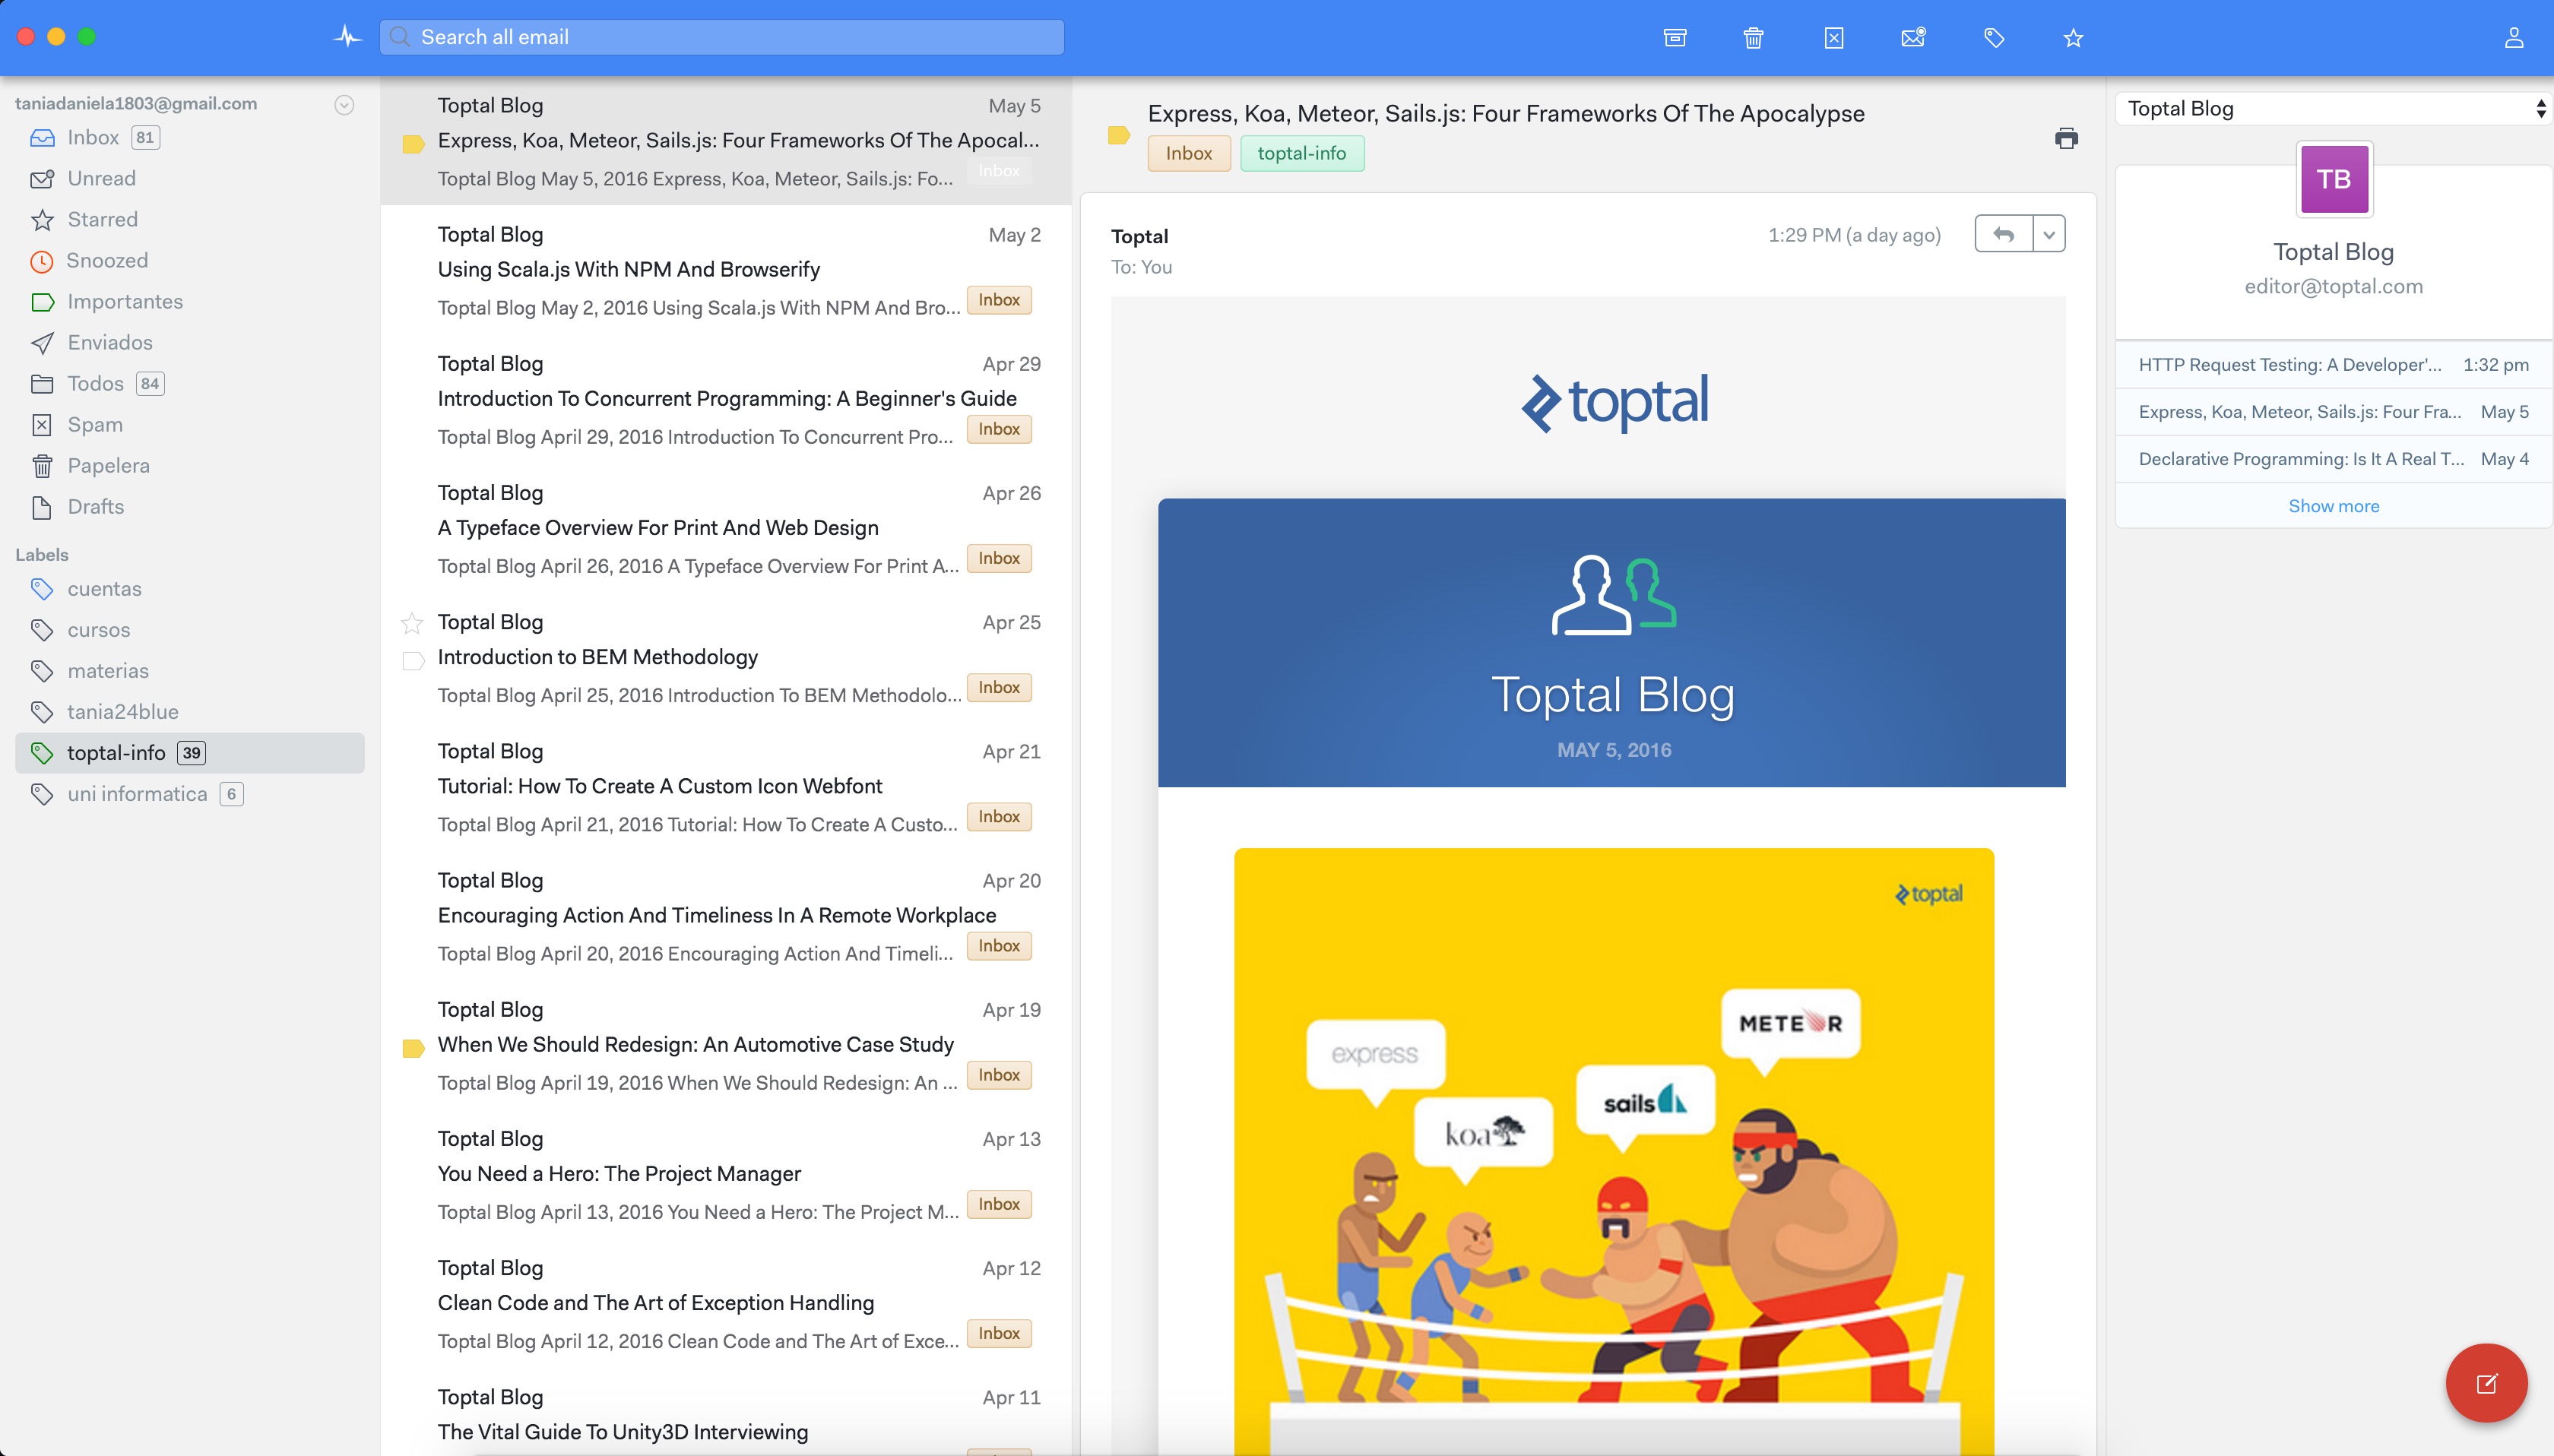 Search all email
taniadaniela1803@gmail.com
Inbox 81
Unread
Starred
Snoozed
Importantes
Enviados
Todos 84
Spam
Papelera
Drafts
Labels
cuentas
cursos
materias
tania24blue
toptal-info 39
uni informatica 6
Toptal Blog May 5
Express, Koa, Meteor, Sails.js: Four Frameworks Of The Apocal...
Toptal Blog May 5, 2016 Express, Koa, Meteor, Sails.js: Fo... Inbox
Toptal Blog May 2
Using Scala.js With NPM And Browserify
Toptal Blog May 2, 2016 Using Scala.js With NPM And Bro... Inbox
Toptal Blog Apr 29
Introduction To Concurrent Programming: A Beginner's Guide
Toptal Blog April 29, 2016 Introduction To Concurrent Pro... Inbox
Toptal Blog Apr 26
A Typeface Overview For Print And Web Design
Toptal Blog April 26, 2016 A Typeface Overview For Print A... Inbox
Toptal Blog Apr 25
Introduction to BEM Methodology
Toptal Blog April 25, 2016 Introduction To BEM Methodolo... Inbox
Toptal Blog Apr 21
Tutorial: How To Create A Custom Icon Webfont
Toptal Blog April 21, 2016 Tutorial: How To Create A Custo... Inbox
Toptal Blog Apr 20
Encouraging Action And Timeliness In A Remote Workplace
Toptal Blog April 20, 2016 Encouraging Action And Timeli... Inbox
Toptal Blog Apr 19
When We Should Redesign: An Automotive Case Study
Toptal Blog April 19, 2016 When We Should Redesign: An ... Inbox
Toptal Blog Apr 13
You Need a Hero: The Project Manager
Toptal Blog April 13, 2016 You Need a Hero: The Project M... Inbox
Toptal Blog Apr 12
Clean Code and The Art of Exception Handling
Toptal Blog April 12, 2016 Clean Code and The Art of Exce... Inbox
Toptal Blog Apr 11
The Vital Guide To Unity3D Interviewing
Express, Koa, Meteor, Sails.js: Four Frameworks Of The Apocalypse
Inbox toptal-info
Toptal 1:29 PM (a day ago)
To: You
toptal
Toptal Blog
MAY 5, 2016
toptal
METEOR
express
sails
koa
Toptal Blog
TB
Toptal Blog
editor@toptal.com
HTTP Request Testing: A Developer'... 1:32 pm
Express, Koa, Meteor, Sails.js: Four Fra... May 5
Declarative Programming: Is It A Real T... May 4
Show more